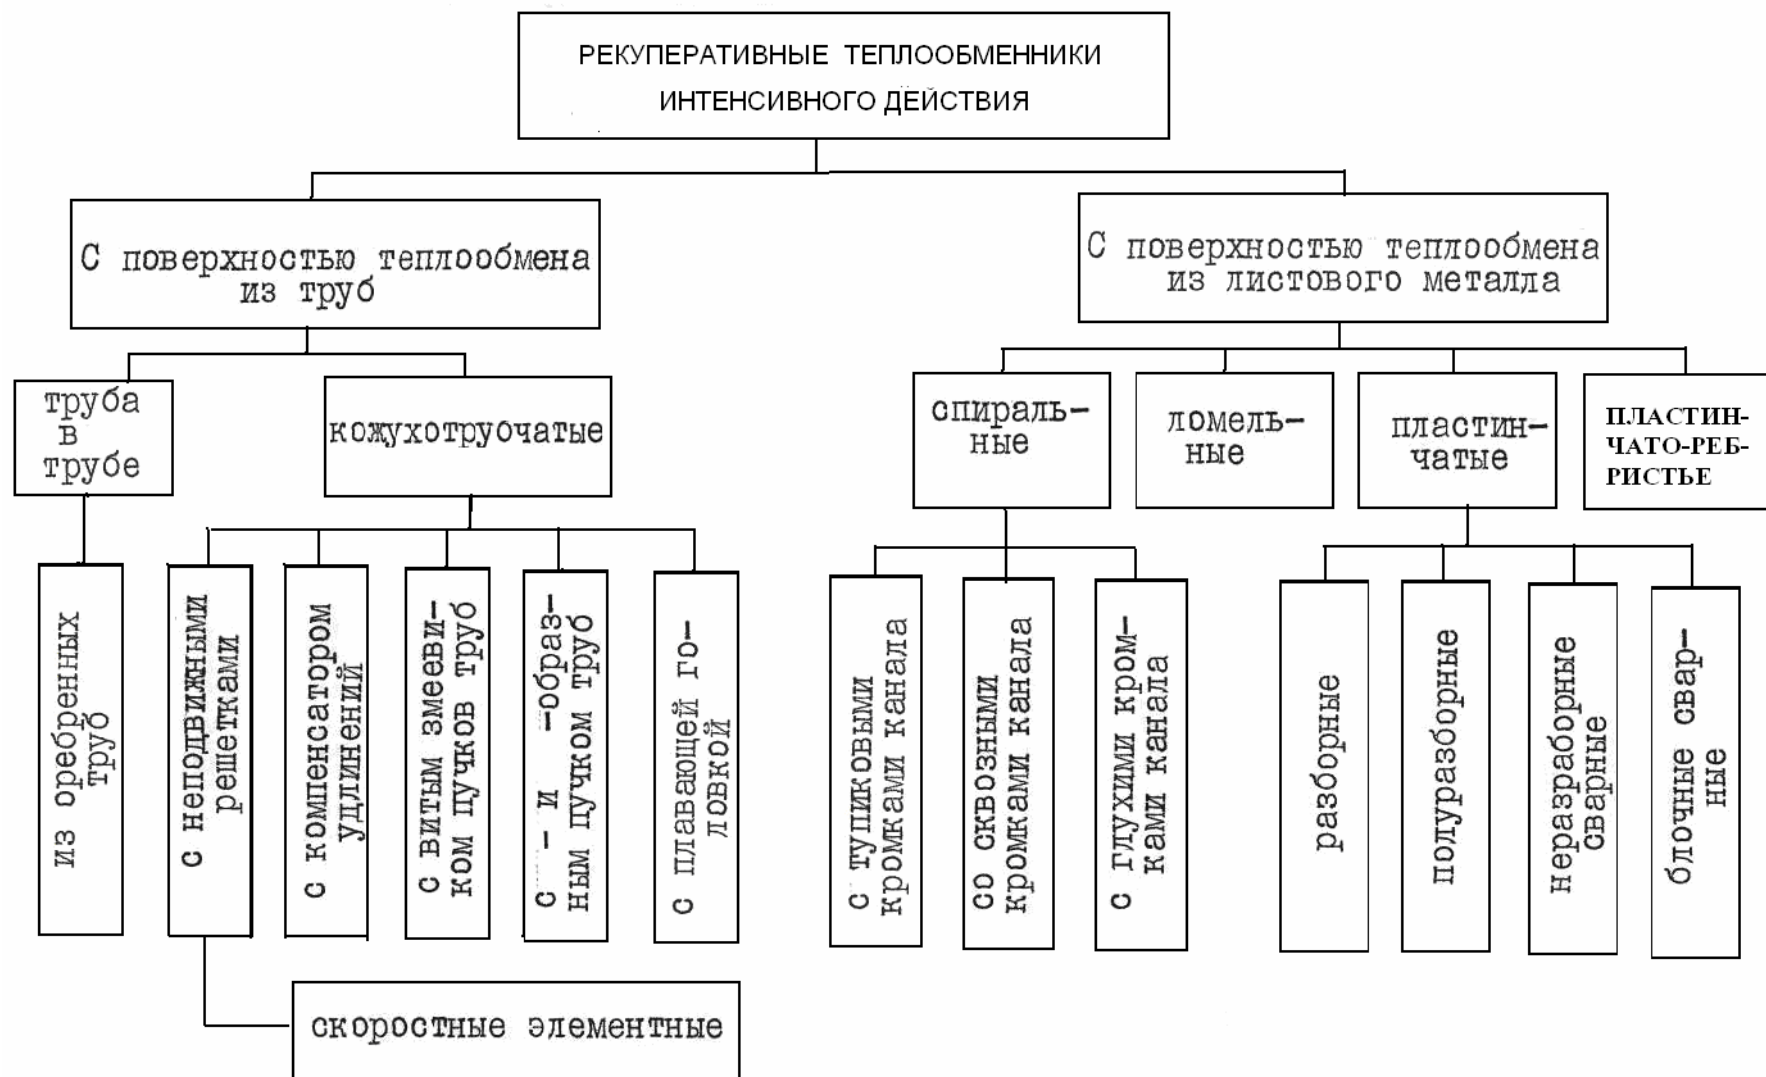 РЕКУПЕРАТИВНЫЕ ТЕПЛООБМЕННИКИ
ИНТЕНСИВНОГО ДЕЙСТВИЯ
С поверхностью теплообмена
из труб
С поверхностью теплообмена
из листового металла
труба
в
трубе
кожухотруочатые
спираль-
ные
ломель-
ные
пластин-
чатые
ПЛАСТИН-
ЧАТО-РЕБ-
РИСТЬЕ
из оребренных
труб
с неподвижными
решетками
с компенсатором
удлинений
с витым змееви-
ком пучков труб
с - и -образ-
ным пучком труб
с плавающей го-
ловкой
с тупиковыми
кромками канала
со сквозными
кромками канала
с глухими кром-
ками канала
разборные
полуразборные
неразраборные
сварные
блочные свар-
ные
скоростные элементные